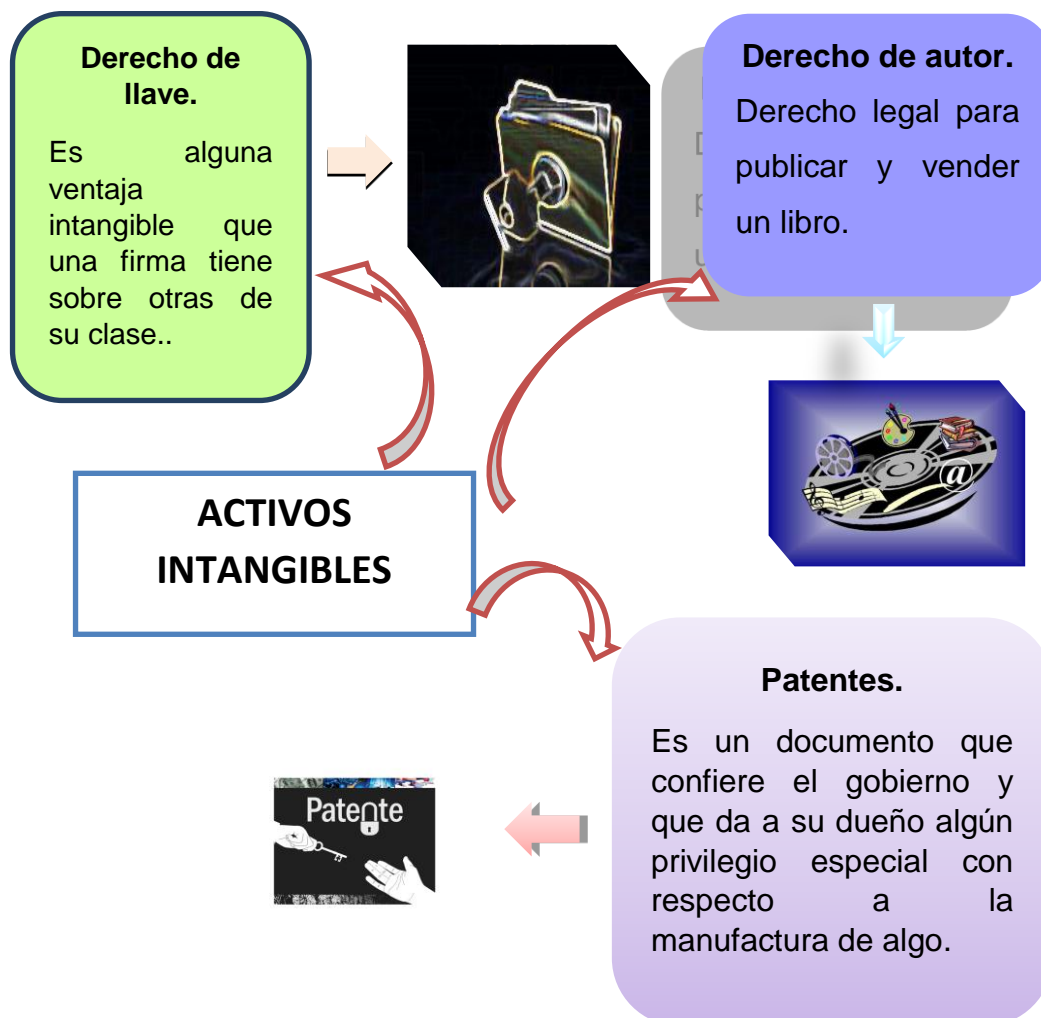 Derecho de
llave.
Es alguna
ventaja
intangible que
una firma tiene
sobre otras de
su clase..
Derecho de autor.
Derecho legal para
publicar y vender
un libro.
@
ACTIVOS
INTANGIBLES
Patentes.
Es un documento que
confiere el gobierno y
que da a su dueño algún
privilegio especial con
respecto a la
manufactura de algo.
Patente